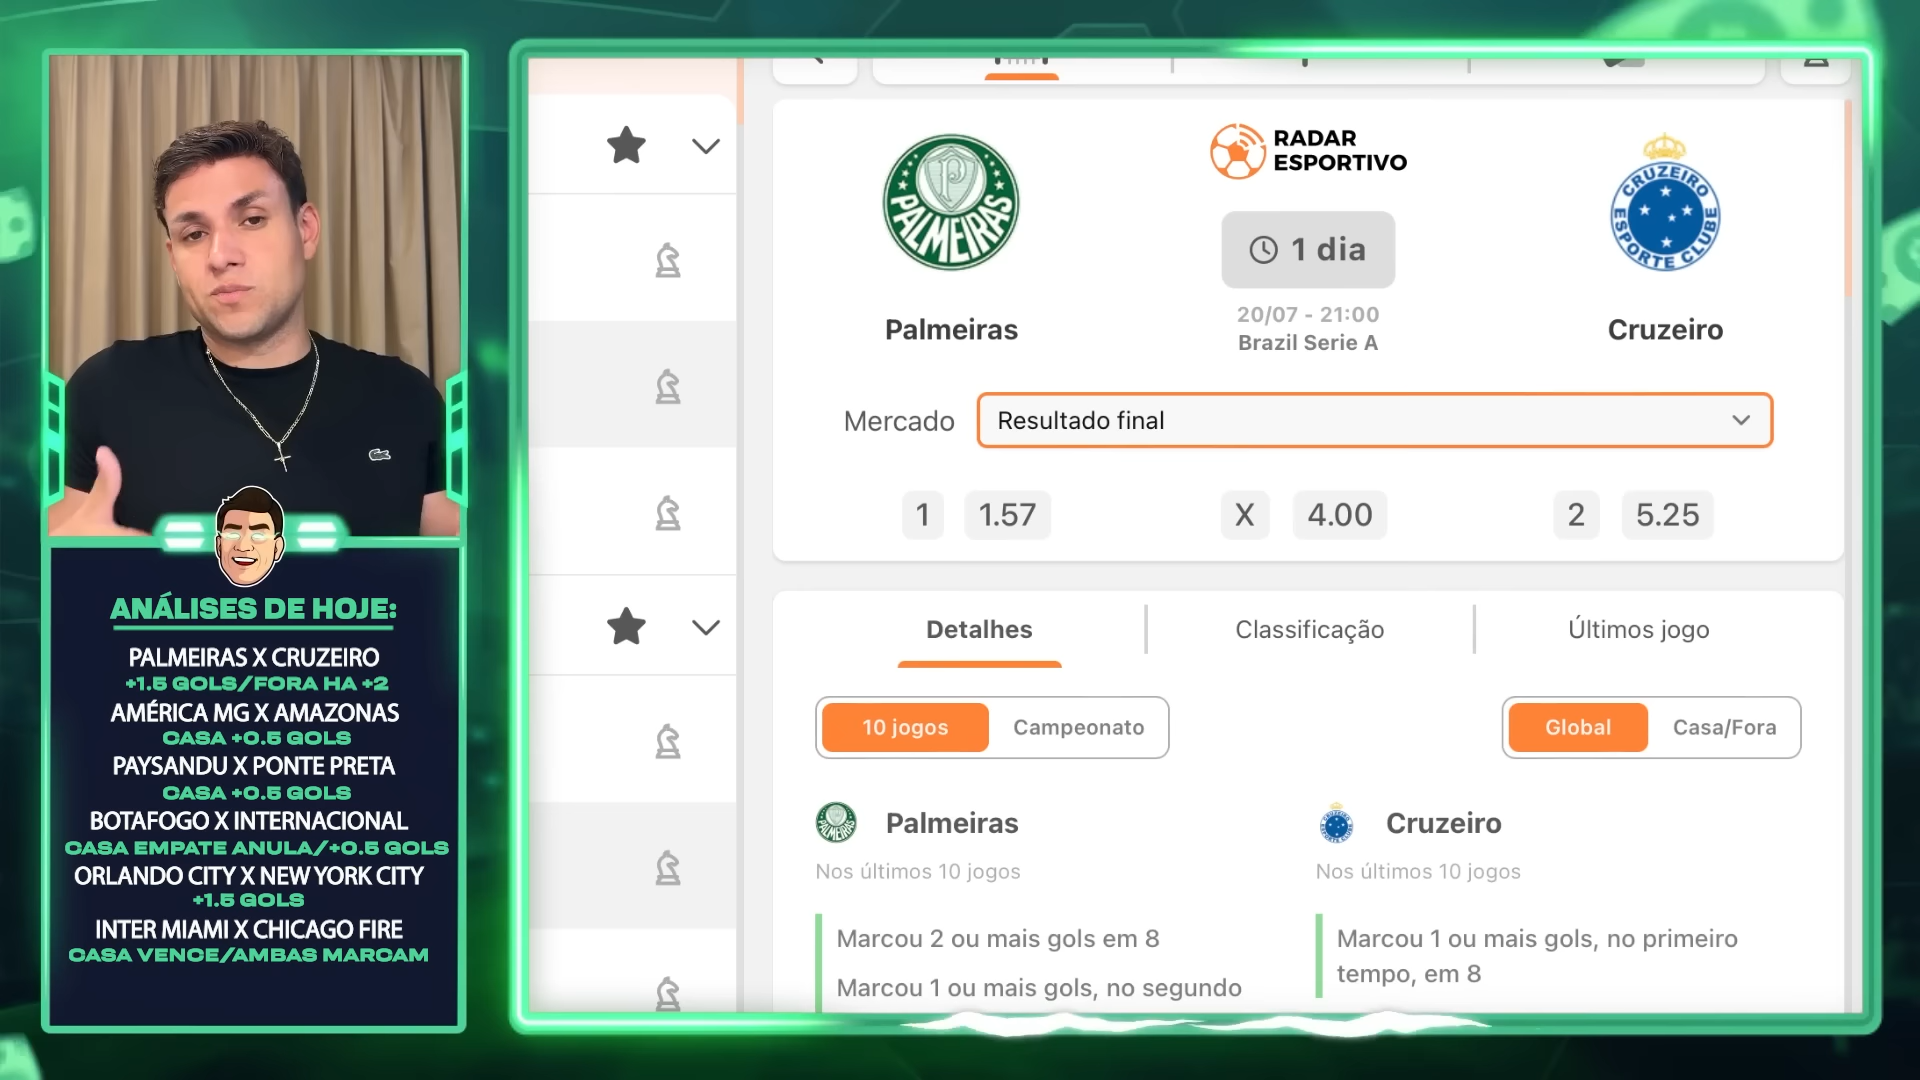 ANÁLISES DE HOJE:
PALMEIRAS X CRUZEIRO
+1.5 GOLS/FORA HA +2
AMÉRICA MG X AMAZONAS
CASA +0.5 GOLS
PAYSANDU X PONTE PRETA
CASA +0.5 GOLS
BOTAFOGO X INTERNACIONAL
CASA EMPATE ANULA/+0.5 GOLS
ORLANDO CITY X NEW YORK CITY
+1.5 GOLS
INTER MIAMI X CHICAGO FIRE
CASA VENCE/AMBAS MARCAM
RADAR
ESPORTIVO
P
PALMEIRAS
CRUZEIRO
ESPORTE CLUBE
1 dia
20/07 - 21:00
Brazil Serie A
Palmeiras
Cruzeiro
Mercado
Resultado final
1 1.57 X 4.00 2 5.25
Detalhes
Classificação
Últimos jogo
10 jogos
Campeonato
Global
Casa/Fora
Palmeiras
Nos últimos 10 jogos
Marcou 2 ou mais gols em 8
Marcou 1 ou mais gols, no segundo
Cruzeiro
Nos últimos 10 jogos
Marcou 1 ou mais gols, no primeiro
tempo, em 8